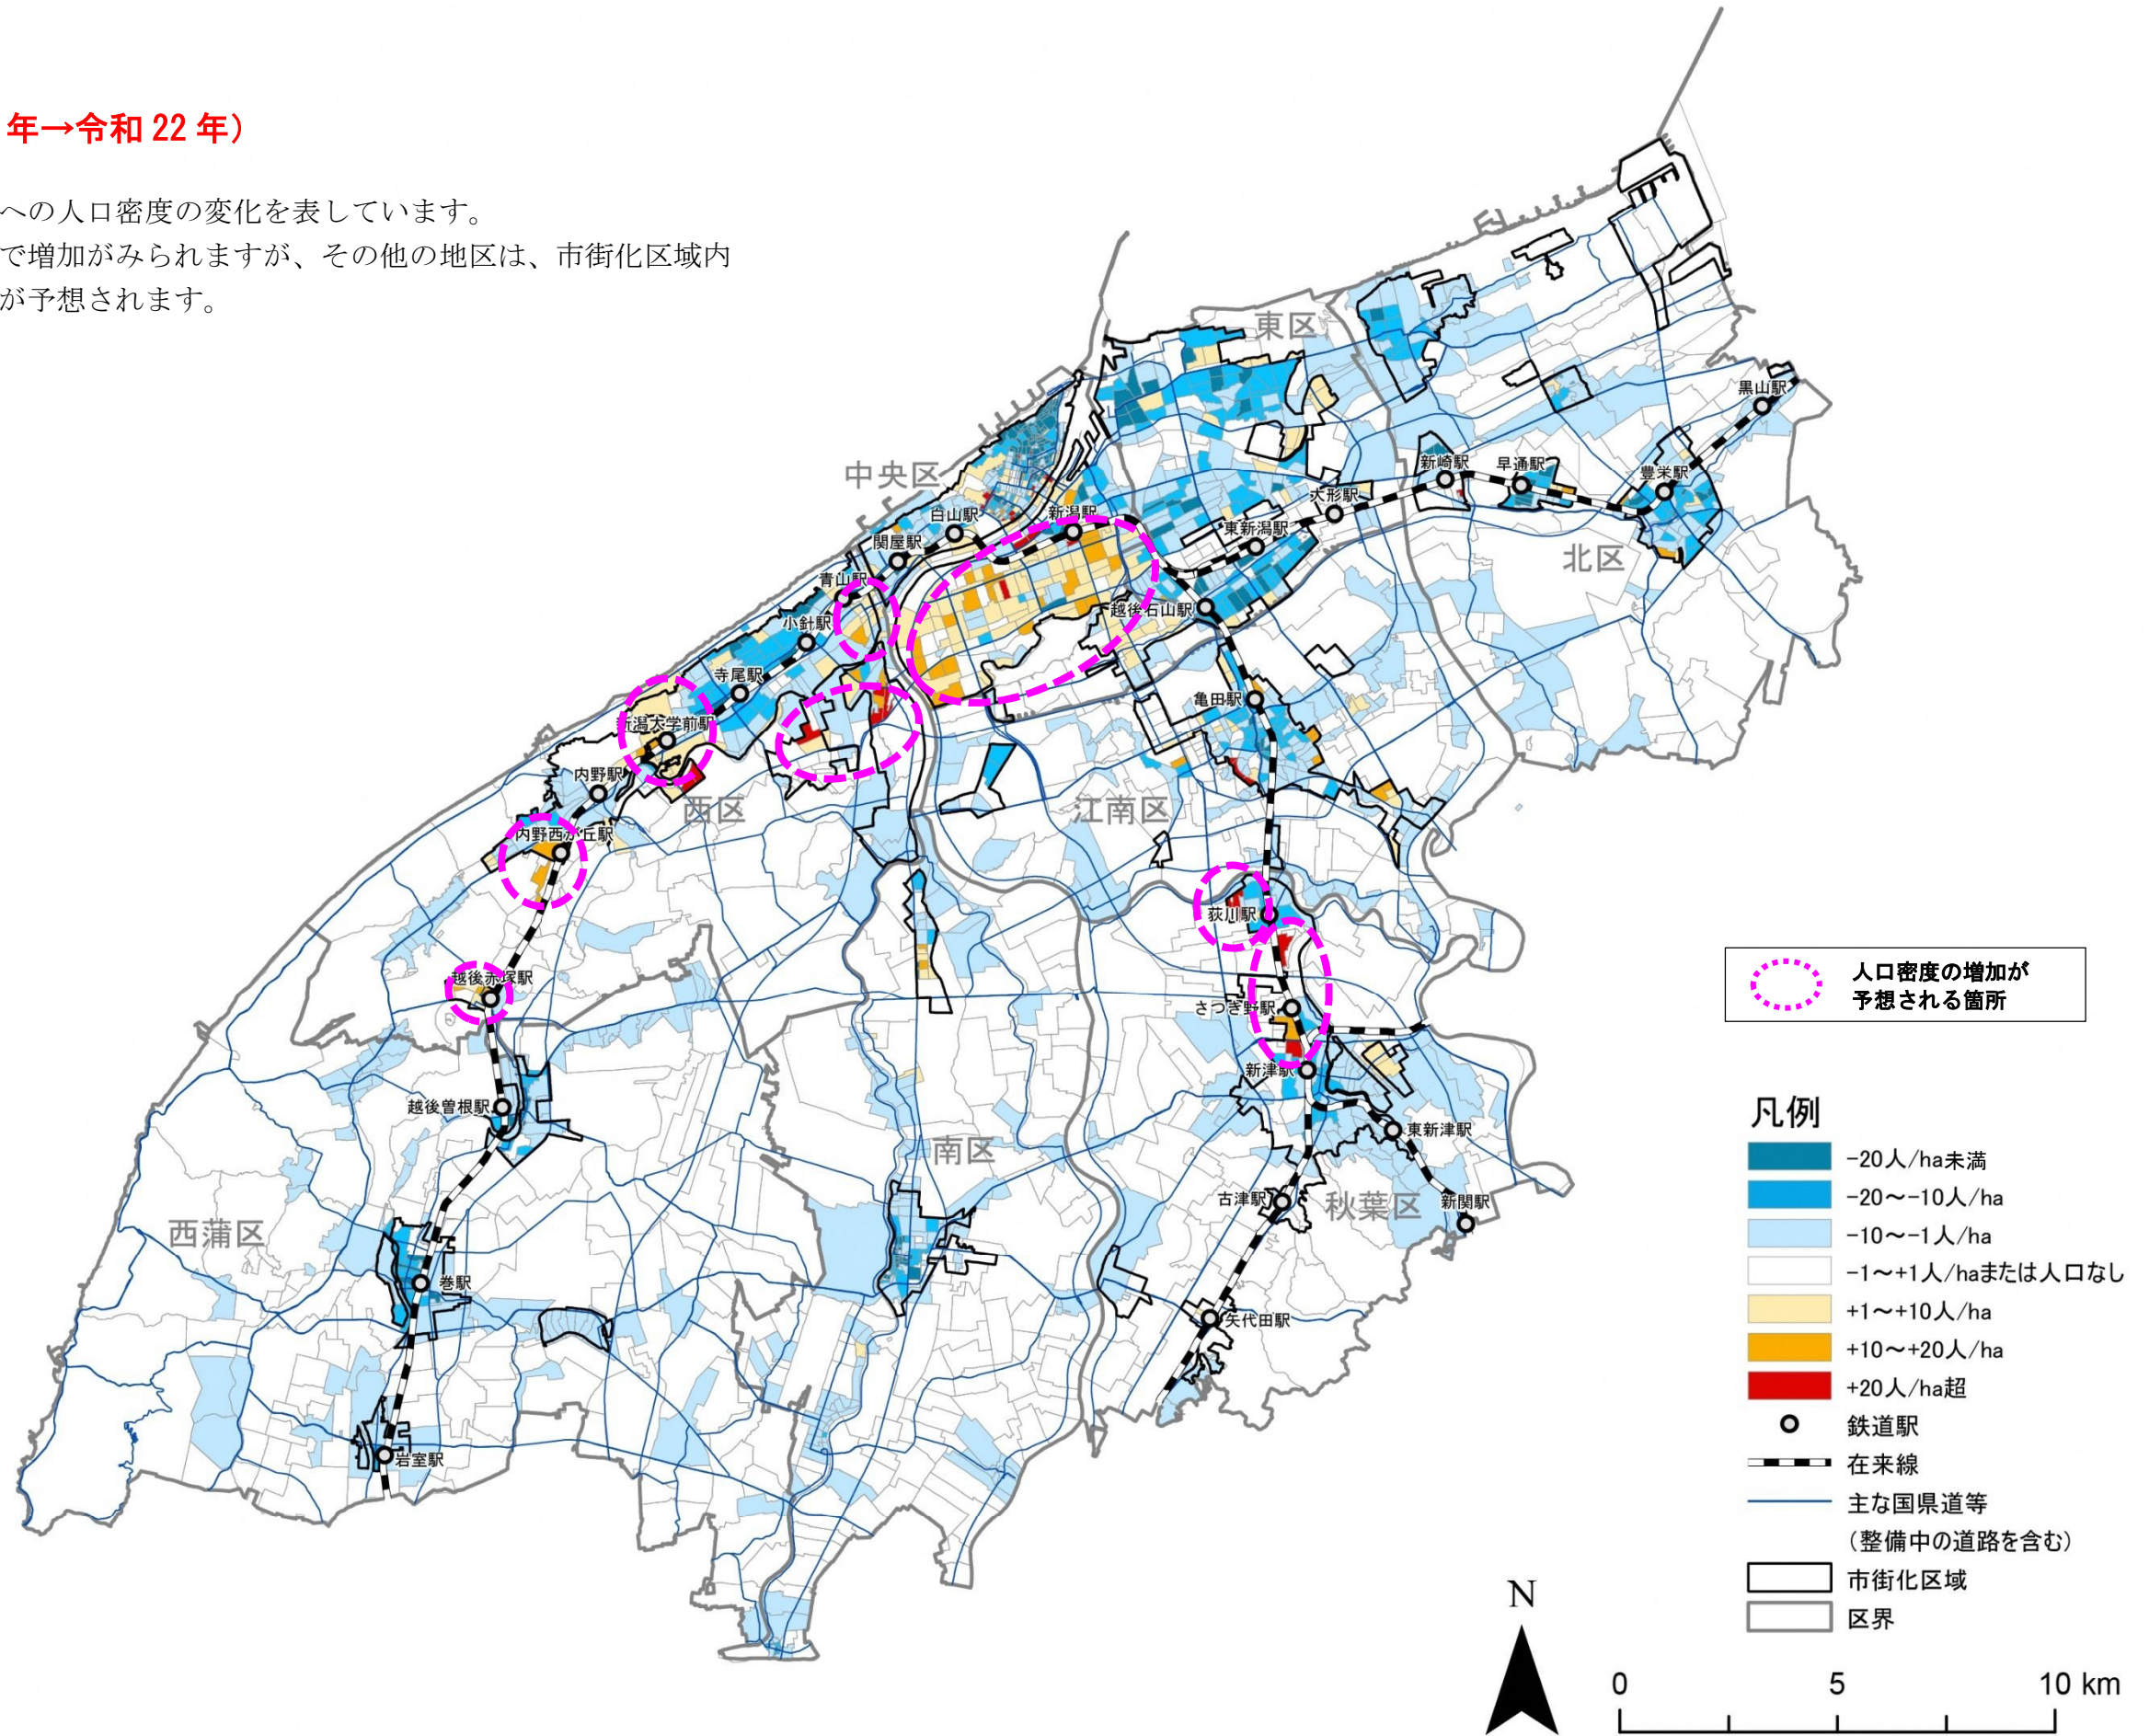 年→令和 22 年）
への人口密度の変化を表しています。
で増加がみられますが、その他の地区は、市街化区域内
が予想されます。
東区
黒山駅
中央区
新崎駅
早通駅
豊栄駅
大形駅
白山駅
新潟駅
東新潟駅
関屋駅
北区
青山駅
越後石山駅
小針駅
寺尾駅
亀田駅
新潟大学前駅
内野駅
西区
江南区
内野西が丘駅
荻川駅
越後赤塚駅
さつき野駅
新津駅
越後曽根駅
東新津駅
南区
古津駅
秋葉区
新関駅
西蒲区
巻駅
矢代田駅
岩室駅
人口密度の増加が
予想される箇所
凡例
-20人/ha未満
-20～-10人/ha
-10～-1人/ha
-1～+1人/haまたは人口なし
+1～+10人/ha
+10～+20人/ha
+20人/ha超
鉄道駅
在来線
主な国県道等
（整備中の道路を含む）
市街化区域
区界
N
0 5 10 km